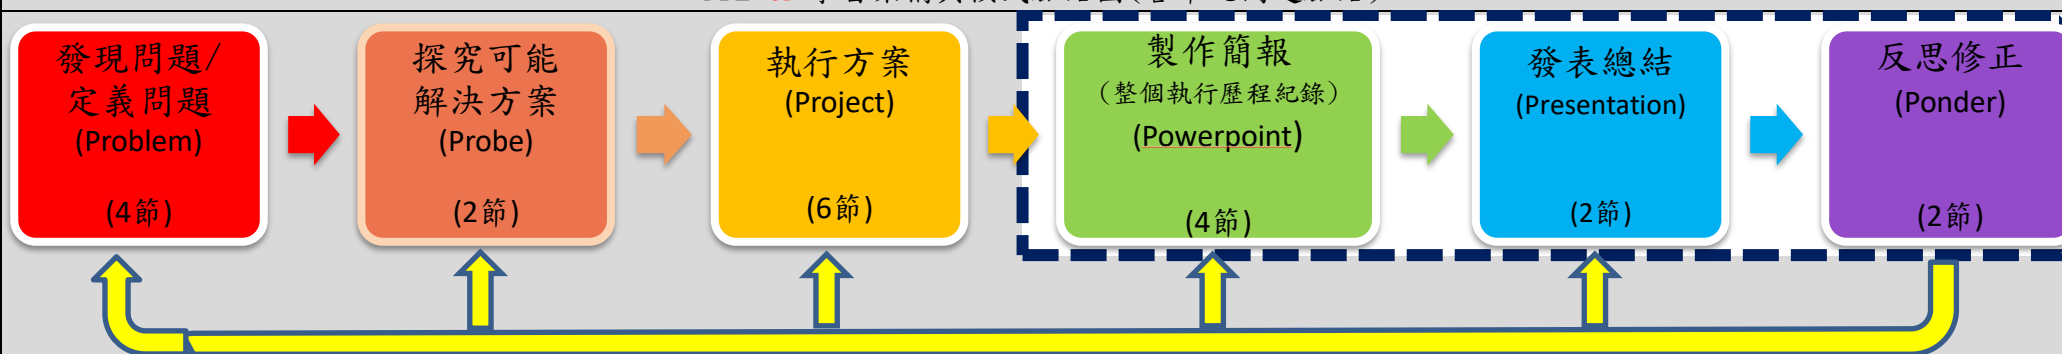 發現問題/
定義問題
(Problem)
(4節)
探究可能
解決方案
(Probe)
(2節)
執行方案
(Project)
(6節)
製作簡報
(整個執行歷程紀錄)
(Powerpoint)
(4節)
發表總結
(Presentation)
(2節)
反思修正
(Ponder)
(2節)